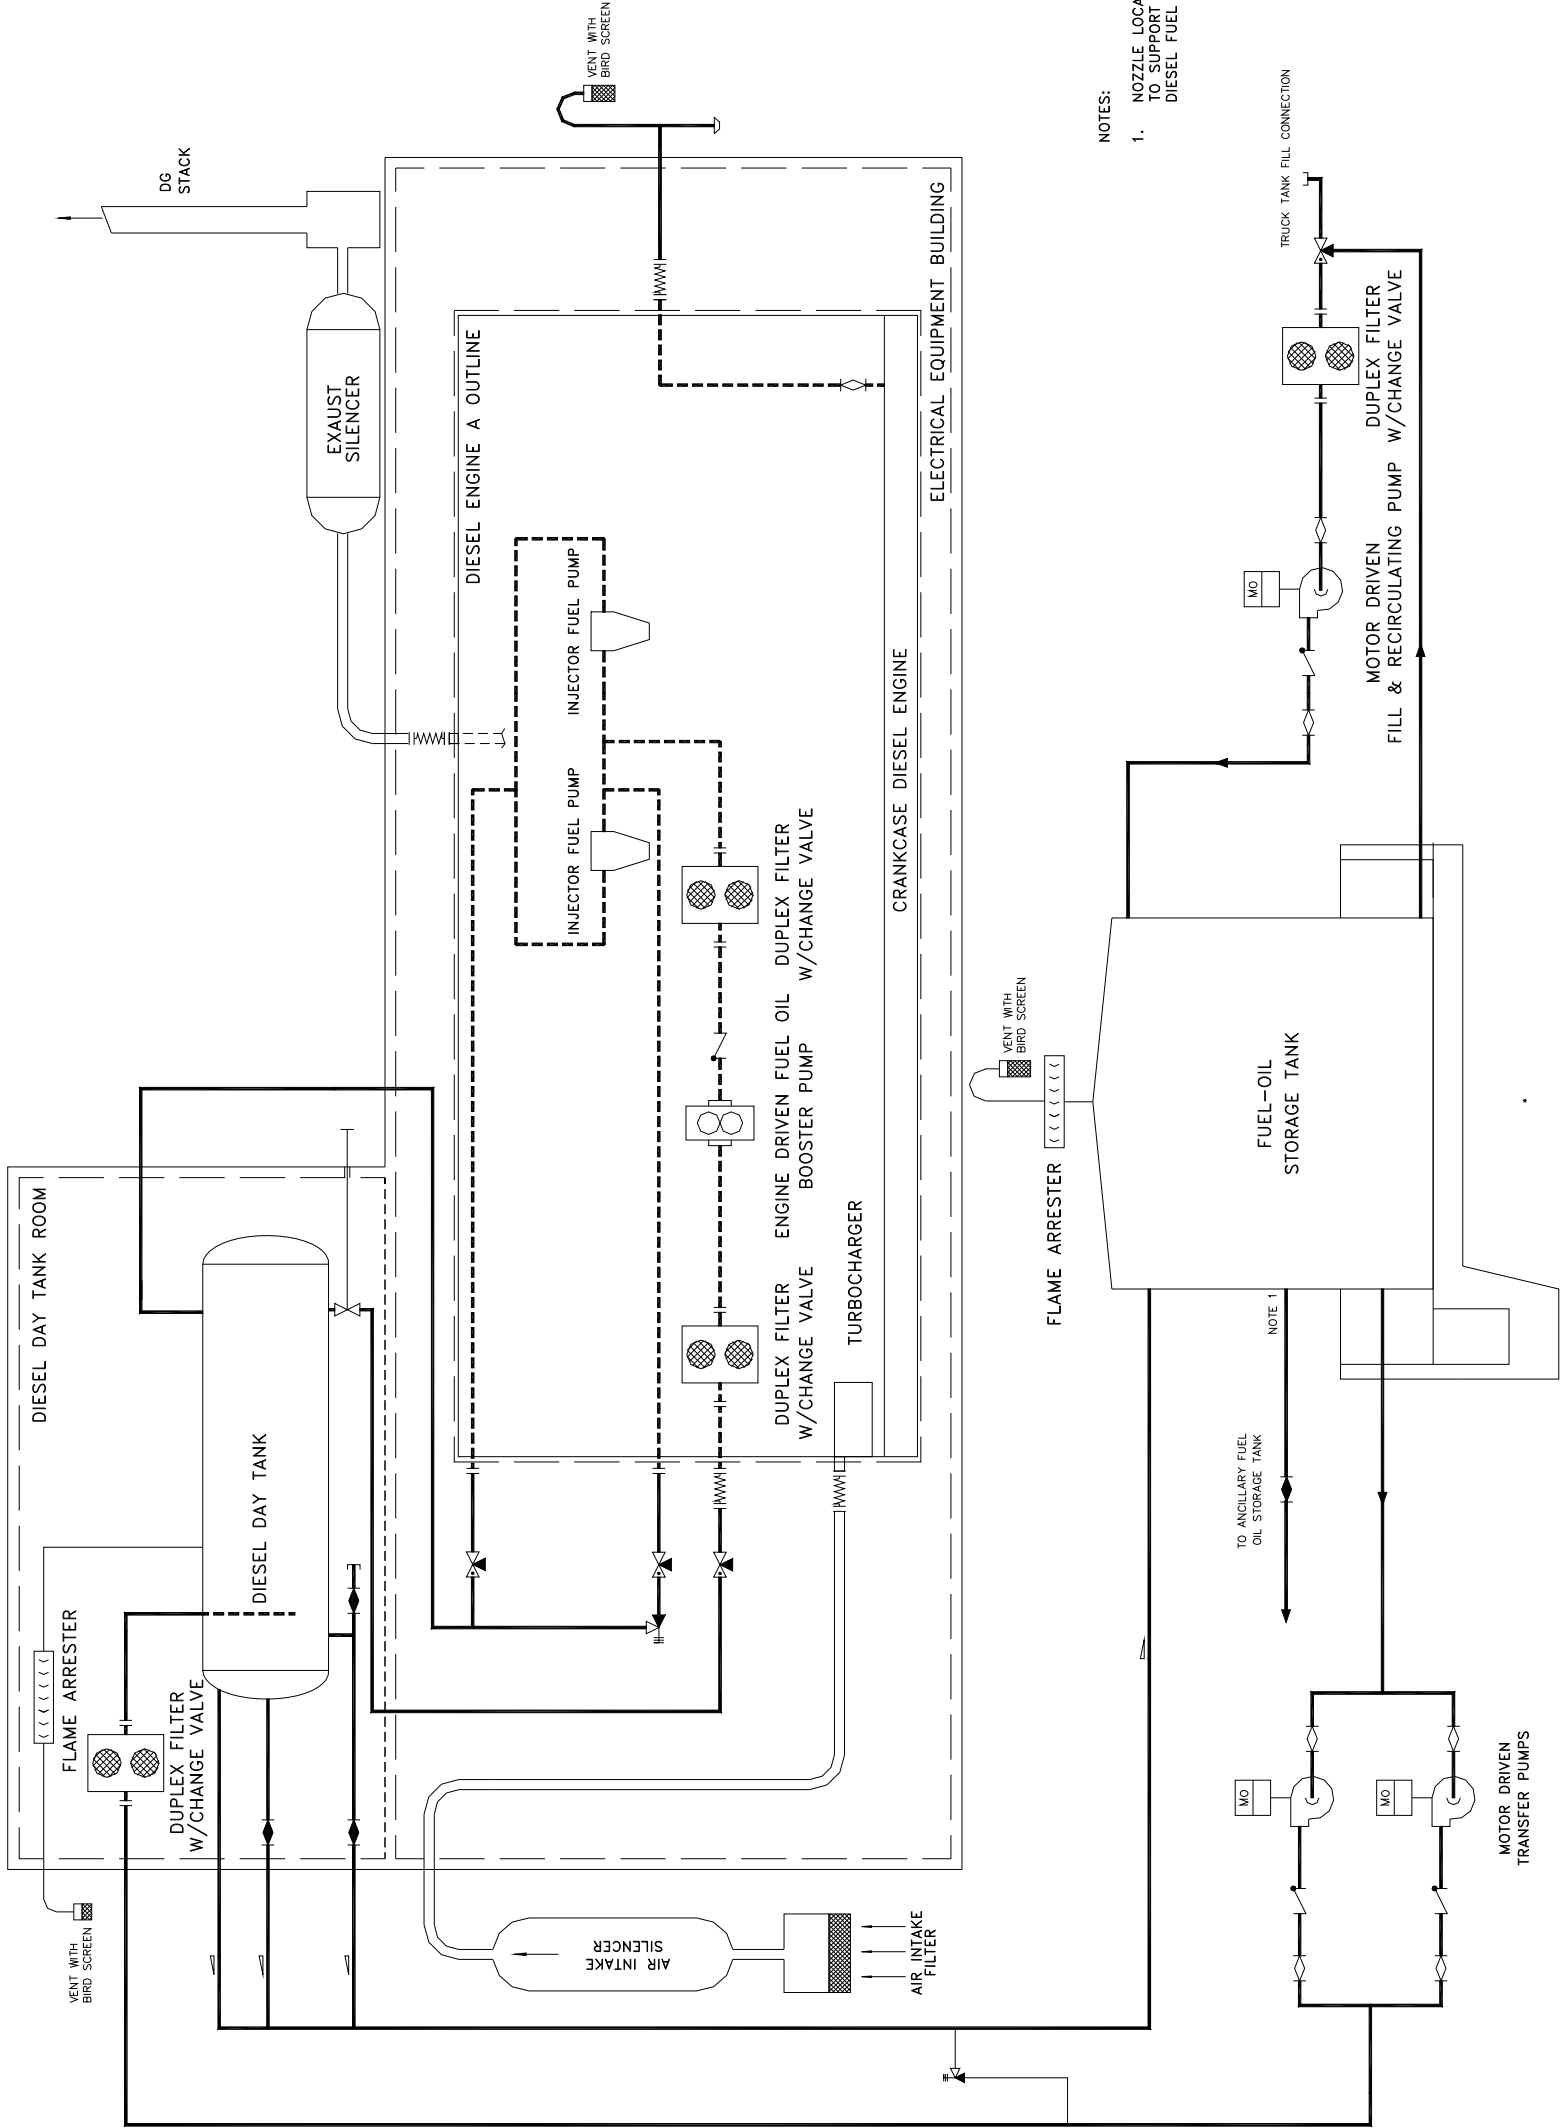 DIESEL DAY TANK ROOM
DIESEL DAY TANK
FLAME ARRESTER
DUPLEX FILTER
W/CHANGE VALVE
VENT WITH
BIRD SCREEN
DG
STACK
EXAUST
SILENCER
DIESEL ENGINE A OUTLINE
INJECTOR FUEL PUMP
INJECTOR FUEL PUMP
DUPLEX FILTER
W/CHANGE VALVE
ENGINE DRIVEN FUEL OIL
BOOSTER PUMP
DUPLEX FILTER
W/CHANGE VALVE
TURBOCHARGER
CRANKCASE DIESEL ENGINE
ELECTRICAL EQUIPMENT BUILDING
VENT WITH
BIRD SCREEN
AIR INTAKE
SILENCER
AIR INTAKE
FILTER
VENT WITH
BIRD SCREEN
FLAME ARRESTER
FUEL-OIL
STORAGE TANK
NOTE 1
TO ANCILLARY FUEL
OIL STORAGE TANK
MO
MO
MOTOR DRIVEN
TRANSFER PUMPS
MO
MOTOR DRIVEN
FILL & RECIRCULATING PUMP
DUPLEX FILTER
W/CHANGE VALVE
TRUCK TANK FILL CONNECTION
NOTES:
1. NOZZLE LOCA
TO SUPPORT
DIESEL FUEL